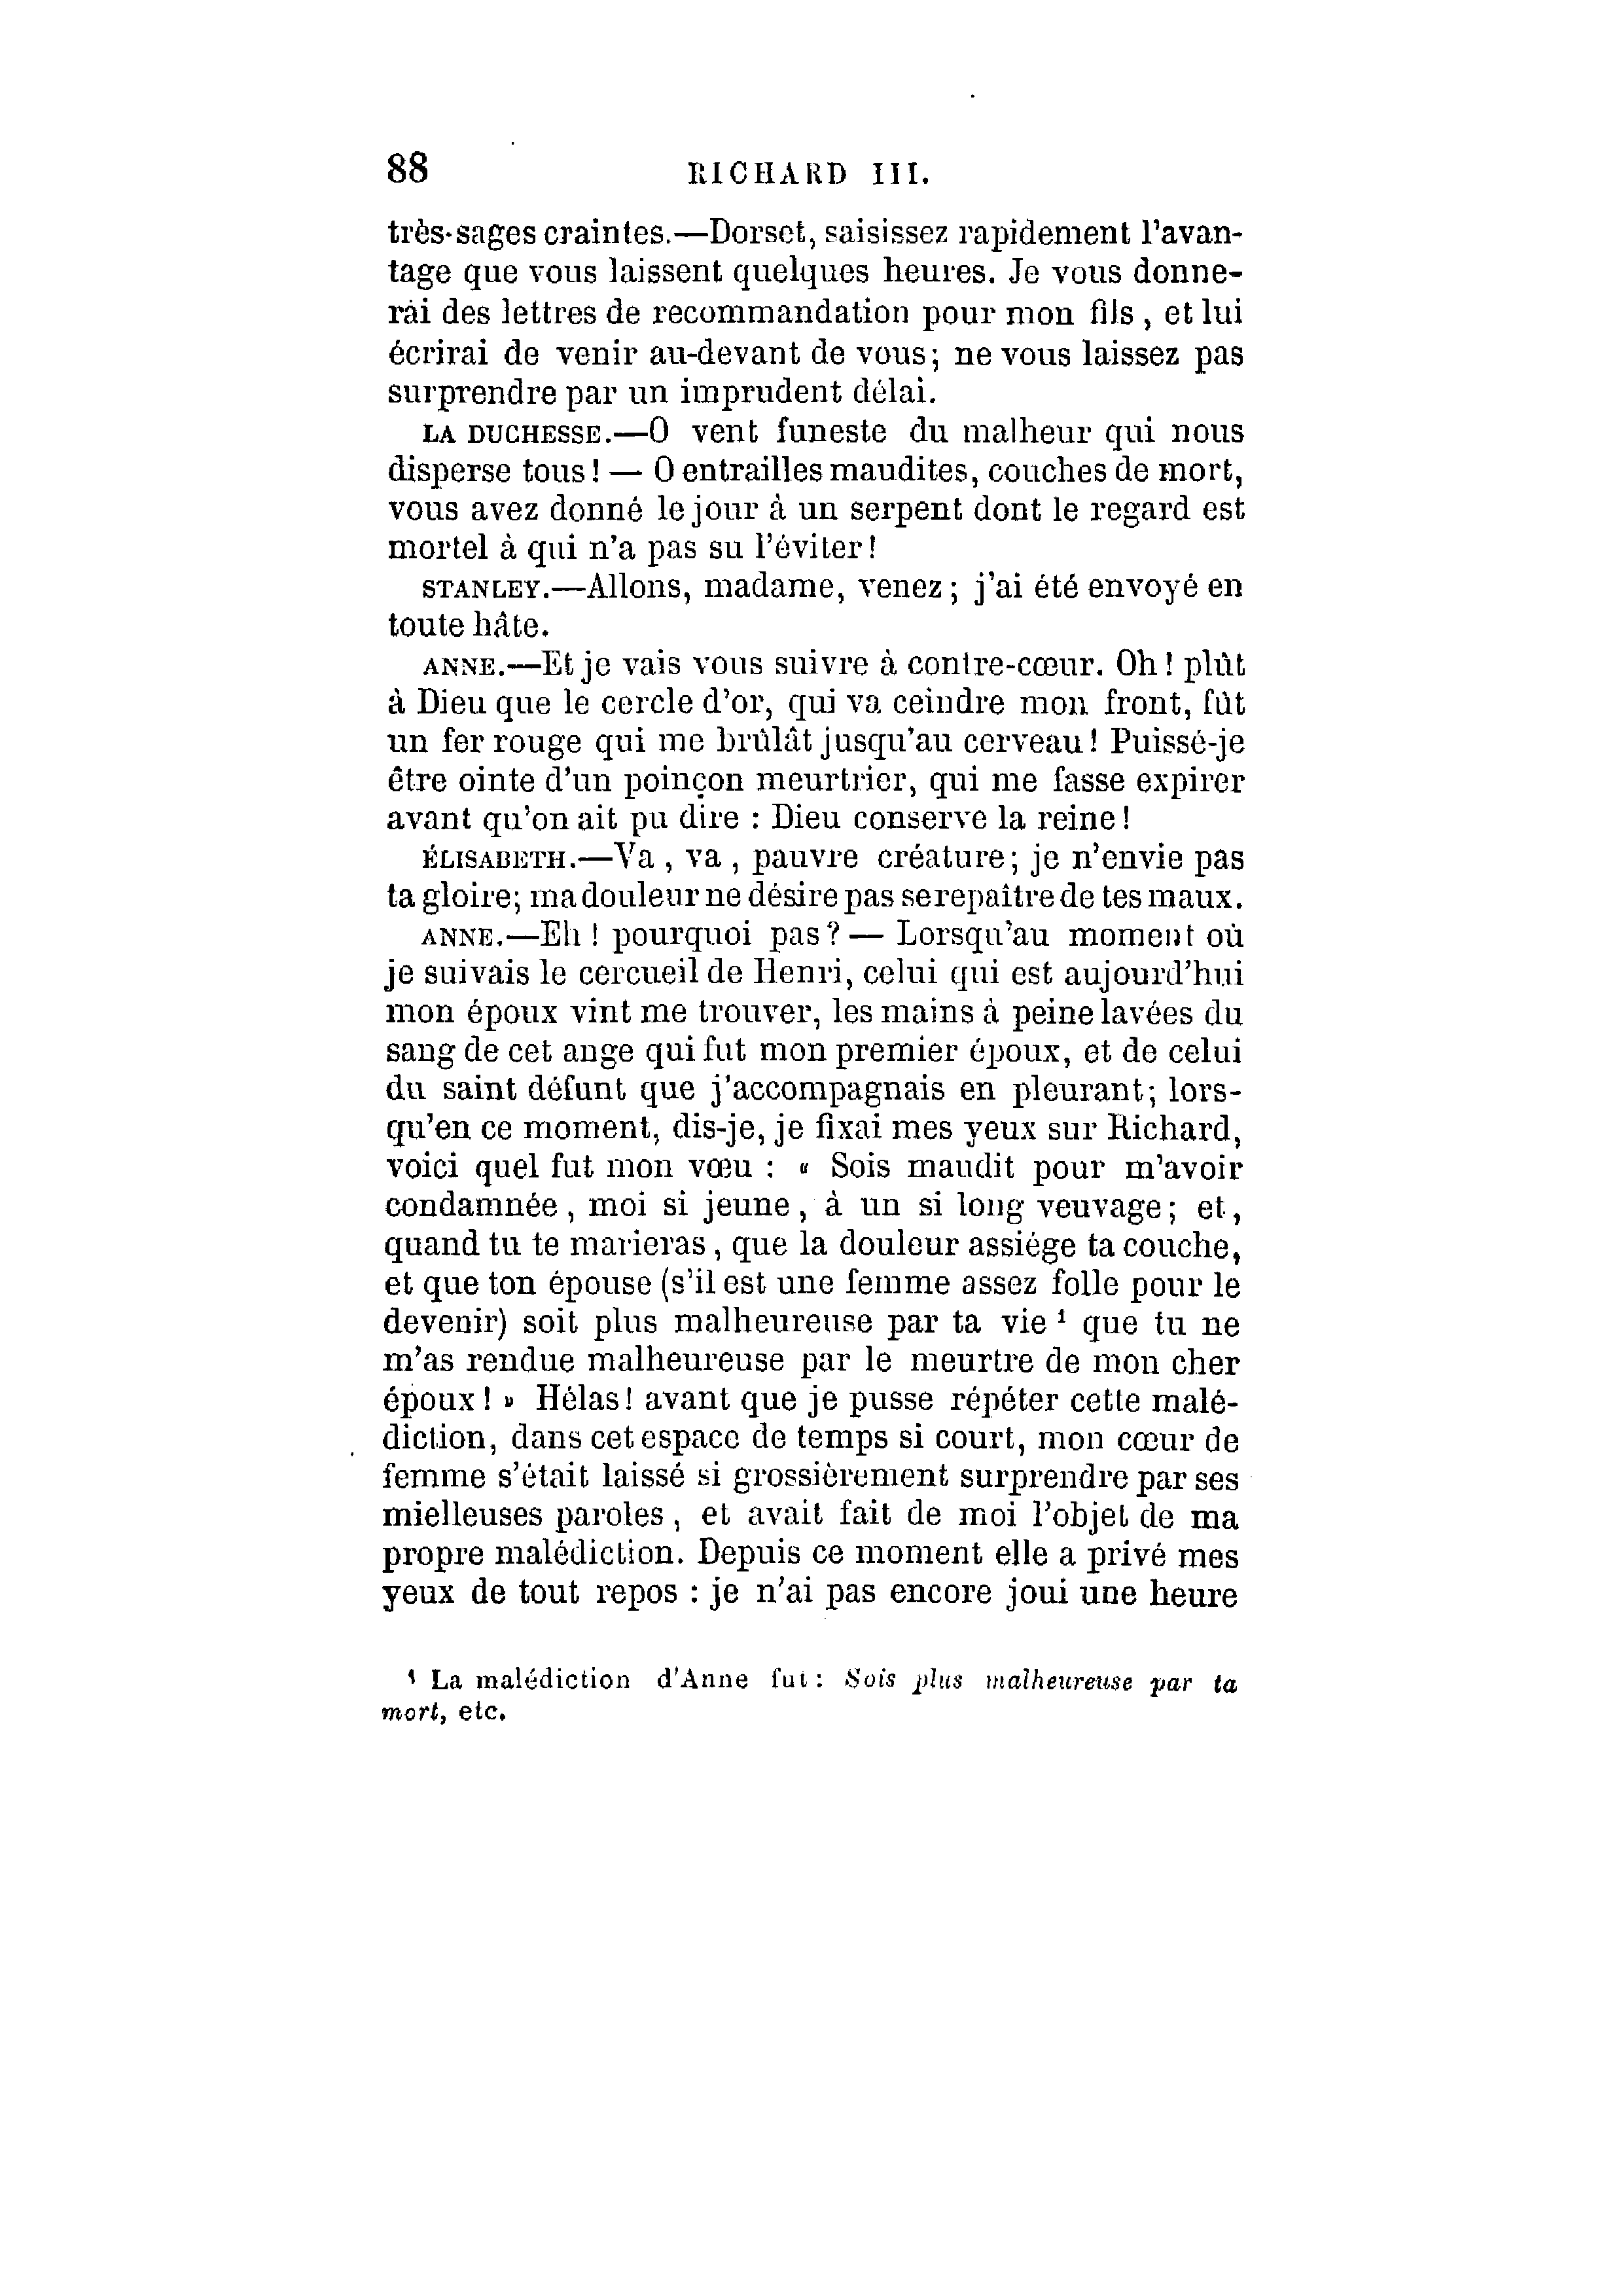 88 RICHARD III.
très-sages craintes.—Dorset, saisissez rapidement l'avan-
tage que vous laissent quelques heures. Je vous donne-
rai des lettres de recommandation pour mon fils, et lui
écrirai de venir au-devant de vous; ne vous laissez pas
surprendre par un imprudent délai.
LA DUCHESSE.—O vent funeste du malheur qui nous
disperse tous! — O entrailles maudites, couches de mort,
vous avez donné le jour à un serpent dont le regard est
mortel à qui n'a pas su l'éviter!
STANLEY.—Allons, madame, venez; j'ai été envoyé en
toute hâte.
ANNE.—Et je vais vous suivre à contre-cœur. Oh! plût
à Dieu que le cercle d'or, qui va ceindre mon front, fût
un fer rouge qui me brûlât jusqu'au cerveau! Puissé-je
être ointe d'un poinçon meurtrier, qui me fasse expirer
avant qu'on ait pu dire : Dieu conserve la reine!
ÉLISABETH.—Va, va, pauvre créature; je n'envie pas
ta gloire; ma douleur ne désire pas se repaître de tes maux.
ANNE.—Eh! pourquoi pas? — Lorsqu'au moment où
je suivais le cercueil de Henri, celui qui est aujourd'hui
mon époux vint me trouver, les mains à peine lavées du
sang de cet ange qui fut mon premier époux, et de celui
du saint défunt que j'accompagnais en pleurant; lors-
qu'en ce moment, dis-je, je fixai mes yeux sur Richard,
voici quel fut mon vœu : « Sois maudit pour m'avoir
condamnée, moi si jeune, à un si long veuvage; et,
quand tu te marieras, que la douleur assiége ta couche,
et que ton épouse (s'il est une femme assez folle pour le
devenir) soit plus malheureuse par ta vie ¹ que tu ne
m'as rendue malheureuse par le meurtre de mon cher
époux! » Hélas! avant que je pusse répéter cette malé-
diction, dans cet espace de temps si court, mon cœur de
femme s'était laissé si grossièrement surprendre par ses
mielleuses paroles, et avait fait de moi l'objet de ma
propre malédiction. Depuis ce moment elle a privé mes
yeux de tout repos : je n'ai pas encore joui une heure
¹ La malédiction d'Anne fut : Sois plus malheureuse par ta
mort, etc.